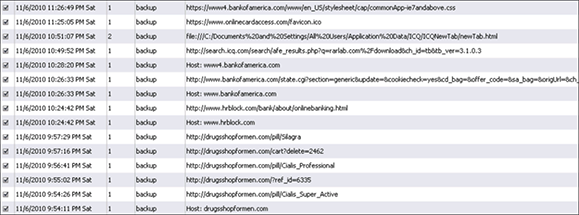 11/6/2010 11:26:49 PM Sat 1 backup https://www4.bankofamerica.com/www/en_US/stylesheet/cap/commonApp-ie7andabove.css
11/6/2010 11:25:05 PM Sat 1 backup https://www.onlinecardaccess.com/favicon.ico
11/6/2010 10:51:07 PM Sat 2 backup file:///C:/Documents%20and%20Settings/All%20Users/Application%20Data/ICQ/ICQNewTab/newTab.html
11/6/2010 10:49:52 PM Sat 1 backup http://search.icq.com/search/afe_results.php?q=rarlab.com%2Fdownload&ch_id=tb&tb_ver=3.1.0.3
11/6/2010 10:28:20 PM Sat 1 backup Host: www4.bankofamerica.com
11/6/2010 10:26:33 PM Sat 1 backup http://www.bankofamerica.com/state.cgi?section=generic&update=&cookiecheck=yes&cd_bag=&offer_code=&sa_bag=&origUrl=&ch_
11/6/2010 10:26:33 PM Sat 1 backup Host: www.bankofamerica.com
11/6/2010 10:24:42 PM Sat 1 backup http://www.hrblock.com/bank/about/onlinebanking.html
11/6/2010 10:24:42 PM Sat 1 backup Host: www.hrblock.com
11/6/2010 9:57:29 PM Sat 1 backup http://drugsshopformen.com/pill/Silagra
11/6/2010 9:57:16 PM Sat 1 backup http://drugsshopformen.com/cart?delete=2462
11/6/2010 9:56:41 PM Sat 1 backup http://drugsshopformen.com/pill/Cialis_Professional
11/6/2010 9:55:02 PM Sat 1 backup http://drugsshopformen.com/?ref_id=6335
11/6/2010 9:54:26 PM Sat 1 backup http://drugsshopformen.com/pill/Cialis_Super_Active
11/6/2010 9:54:11 PM Sat 1 backup Host: drugsshopformen.com